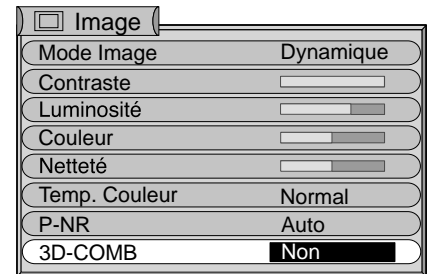 Image
Mode Image Dynamique
Contraste
Luminosité
Couleur
Netteté
Temp. Couleur Normal
P-NR Auto
3D-COMB Non